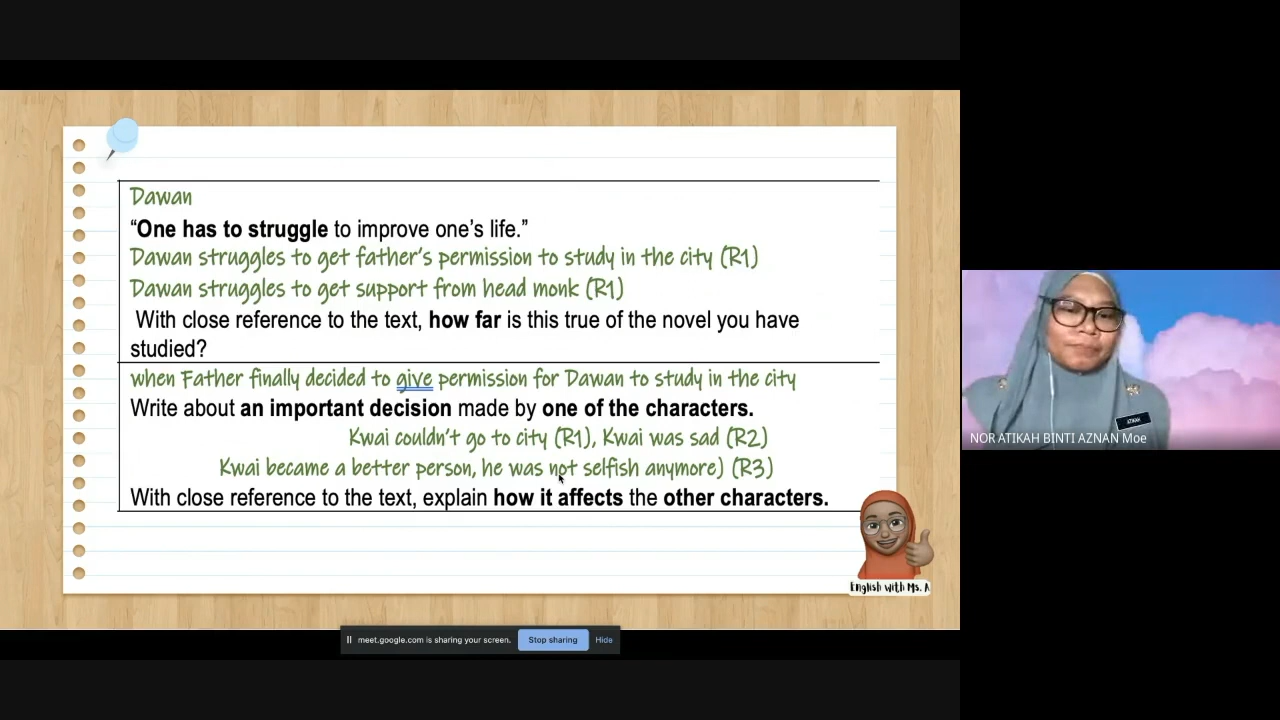 Dawan
“One has to struggle to improve one’s life.”
Dawan struggles to get father’s permission to study in the city (R1)
Dawan struggles to get support from head monk (R1)
With close reference to the text, how far is this true of the novel you have
studied?
when Father finally decided to give permission for Dawan to study in the city
Write about an important decision made by one of the characters.
Kwai couldn’t go to city (R1), Kwai was sad (R2)
Kwai became a better person, he was not selfish anymore) (R3)
With close reference to the text, explain how it affects the other characters.
English with Ms. A
AZNAN
NOR ATIKAH BINTI AZNAN Moe
meet.google.com is sharing your screen.
Stop sharing
Hide